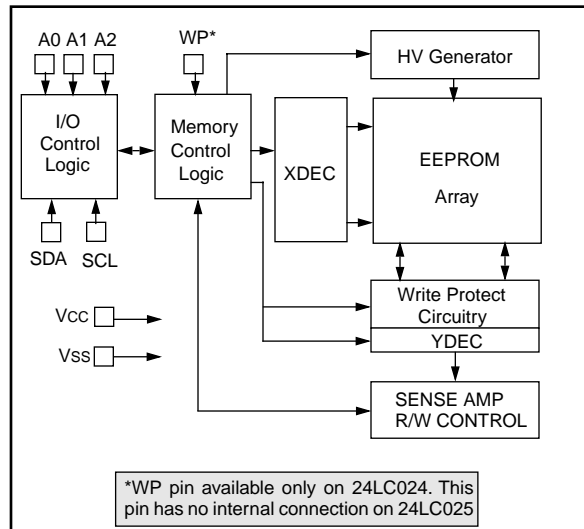 A0 A1 A2
WP*
HV Generator
I/O
Control
Logic
Memory
Control
Logic
XDEC
EEPROM
Array
SDA
SCL
Write Protect
Circuitry
YDEC
VCC
VSS
SENSE AMP
R/W CONTROL
*WP pin available only on 24LC024. This
pin has no internal connection on 24LC025